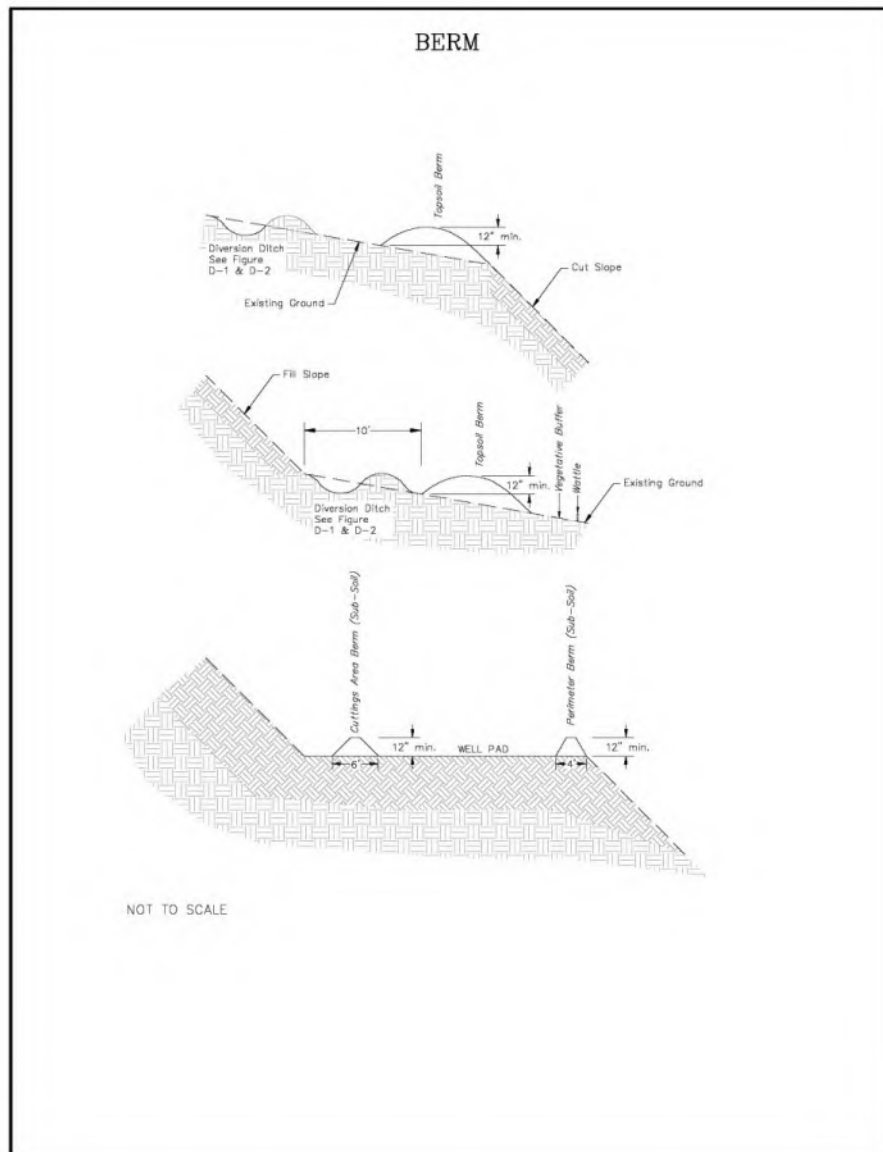 BERM
Topsoil Berm
12" min.
Diversion Ditch
See Figure
D-1 & D-2
Existing Ground
Cut Slope
Fill Slope
10'
Topsoil Berm
12" min.
Vegetative Buffer
Wattle
Existing Ground
Diversion Ditch
See Figure
D-1 & D-2
Cuttings Area Berm (Sub-Soil)
Perimeter Berm (Sub-Soil)
12" min.
WELL PAD
12" min.
6'
4'
NOT TO SCALE